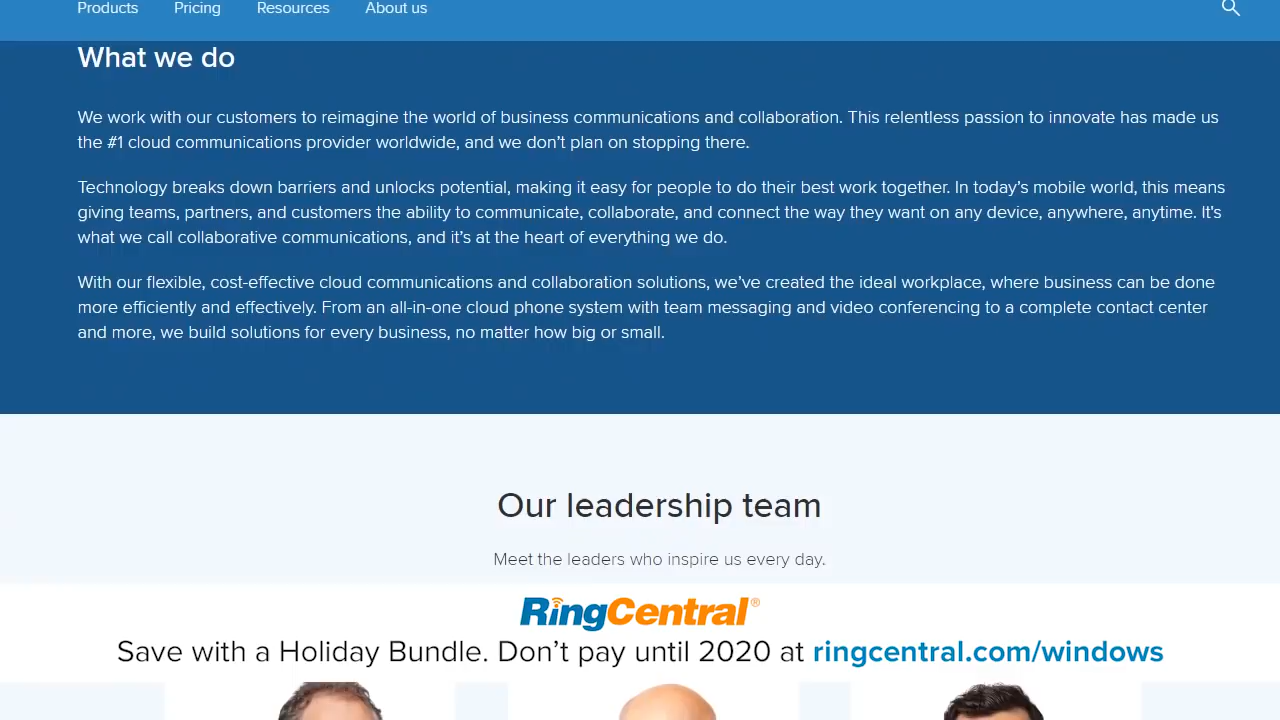 Products Pricing Resources About us
What we do
We work with our customers to reimagine the world of business communications and collaboration. This relentless passion to innovate has made us
the #1 cloud communications provider worldwide, and we don’t plan on stopping there.
Technology breaks down barriers and unlocks potential, making it easy for people to do their best work together. In today’s mobile world, this means
giving teams, partners, and customers the ability to communicate, collaborate, and connect the way they want on any device, anywhere, anytime. It’s
what we call collaborative communications, and it’s at the heart of everything we do.
With our flexible, cost-effective cloud communications and collaboration solutions, we’ve created the ideal workplace, where business can be done
more efficiently and effectively. From an all-in-one cloud phone system with team messaging and video conferencing to a complete contact center
and more, we build solutions for every business, no matter how big or small.
Our leadership team
Meet the leaders who inspire us every day.
RingCentral®
Save with a Holiday Bundle. Don’t pay until 2020 at ringcentral.com/windows